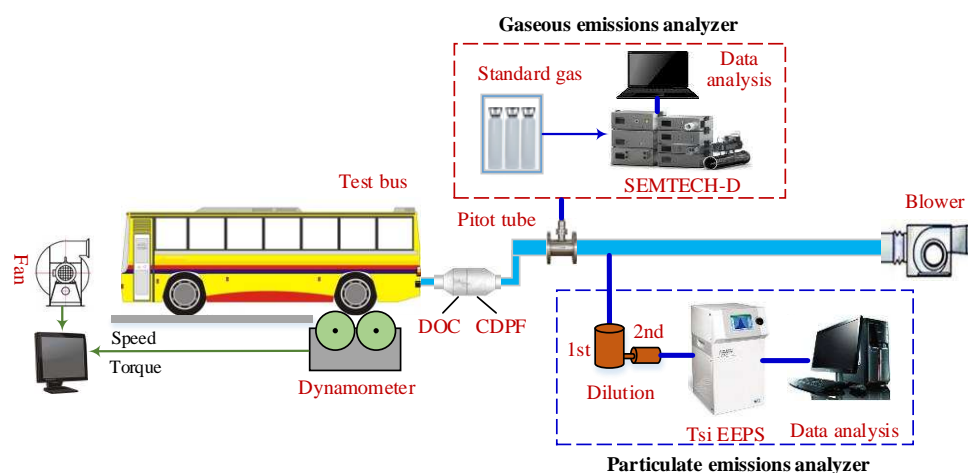 Gaseous emissions analyzer
Standard gas
Data
analysis
SEMTECH-D
Test bus
Pitot tube
Blower
Fan
DOC CDPF
Speed
Torque
Dynamometer
1st
2nd
Dilution
Tsi EEPS
Data analysis
Particulate emissions analyzer